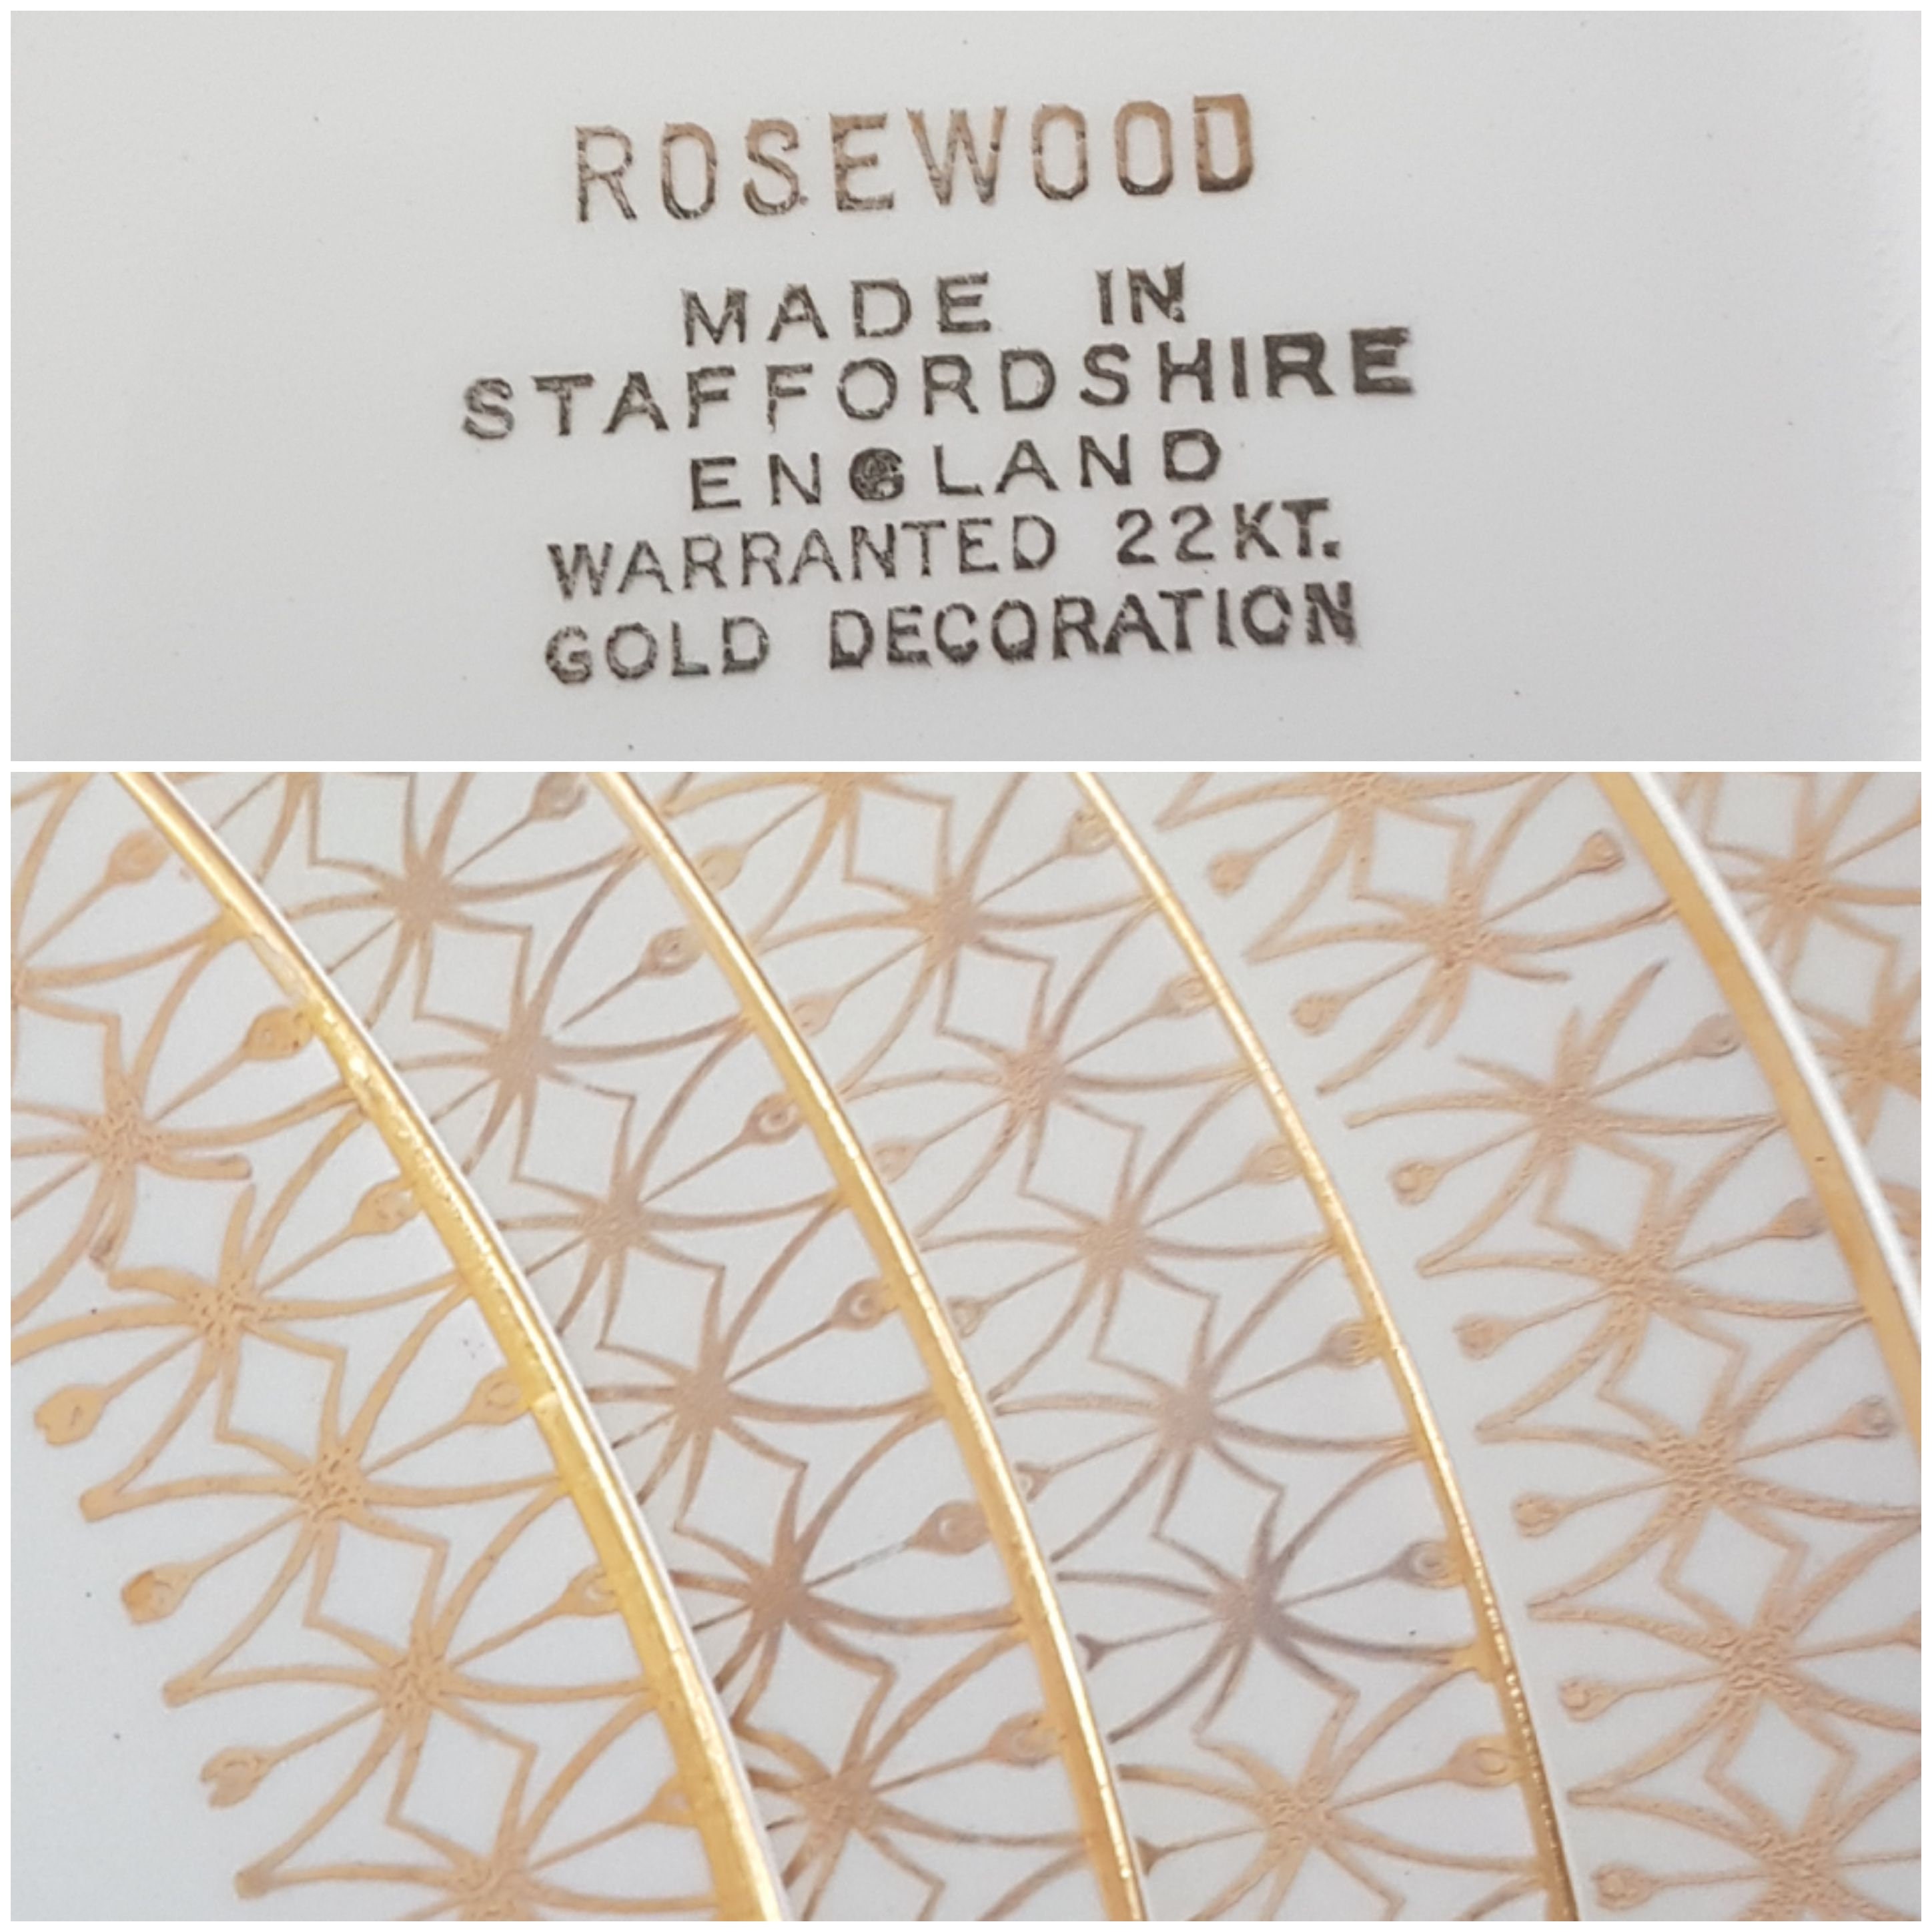 ROSEWOOD
MADE IN
STAFFORDSHIRE
ENGLAND
WARRANTED 22KT.
GOLD DECORATION